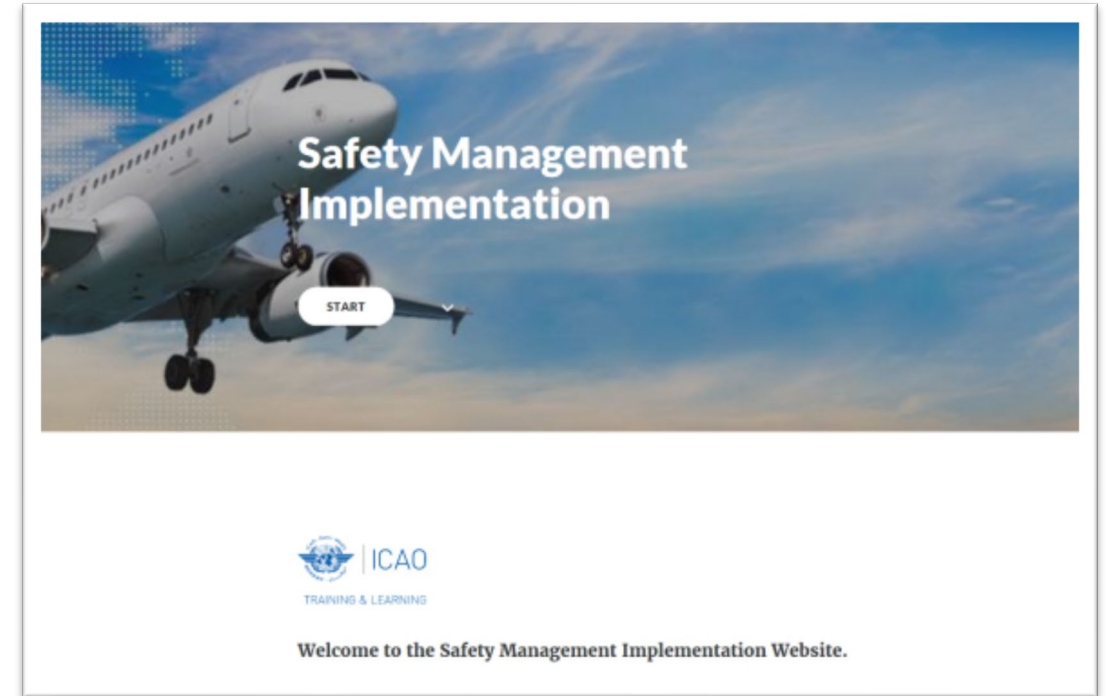 Safety Management
Implementation
START
ICAO
TRAINING & LEARNING
Welcome to the Safety Management Implementation Website.